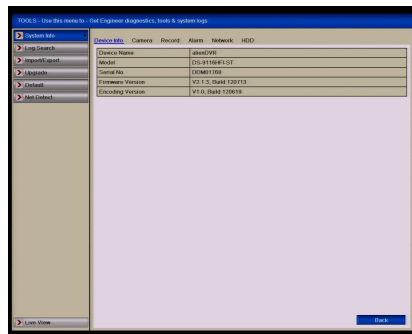 TOOLS - Use this menu to - Get Engineer diagnostics, tools & system logs
System Info
Log Search
Import/Export
Upgrade
Default
Net Detect
Live View
Device Info Camera Record Alarm Network HDD
Device Name alienDVR
Model DS-9116HFI-ST
Serial No. DDM01768
Firmware Version V2.1.3, Build 120713
Encoding Version V1.0, Build 120619
Back